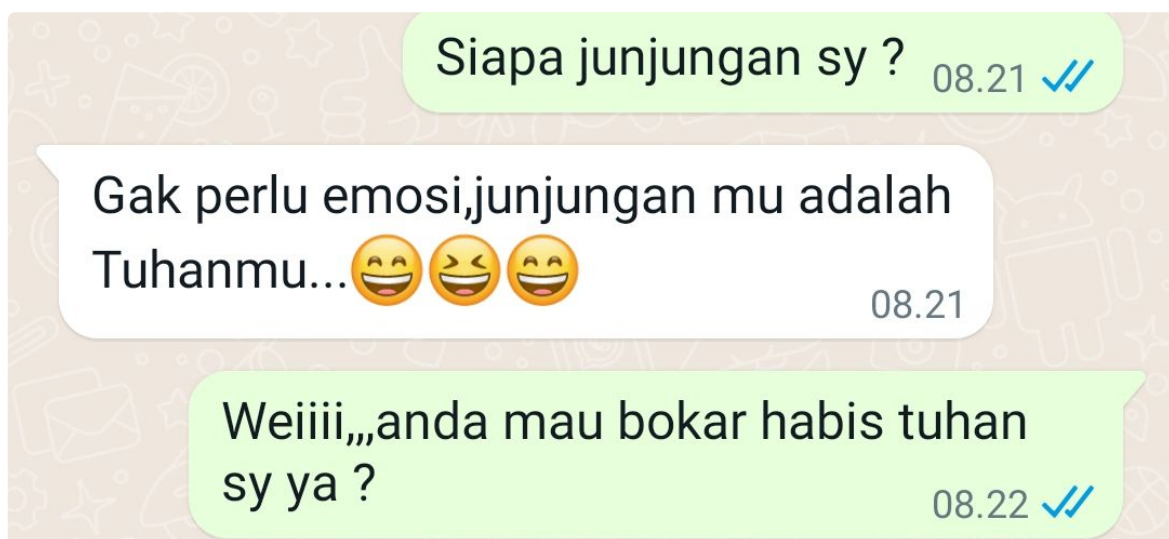 Siapa junjungan sy ?
08.21
Gak perlu emosi,junjungan mu adalah
Tuhanmu...😄😆😄
08.21
Weiiii,,,anda mau bokar habis tuhan
sy ya ?
08.22